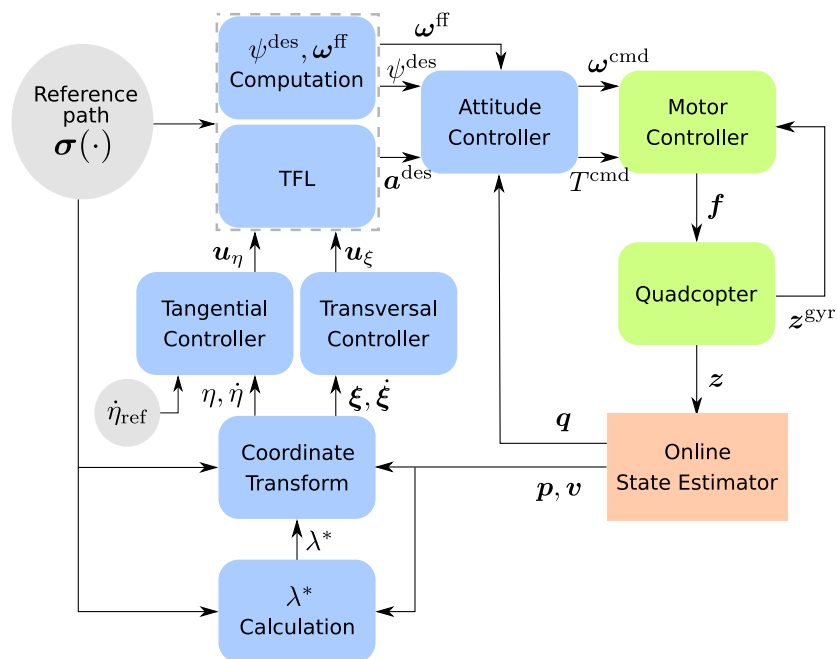 Reference
path
σ(·)
ψ^des, ω^ff
Computation
TFL
ω^ff
ψ^des
a^des
Attitude
Controller
ω^cmd
T^cmd
Motor
Controller
f
Quadcopter
z^gyr
z
u_η
u_ξ
Tangential
Controller
Transversal
Controller
η̇_ref
η, η̇
ξ, ξ̇
Coordinate
Transform
q
p, v
Online
State Estimator
λ*
λ*
Calculation